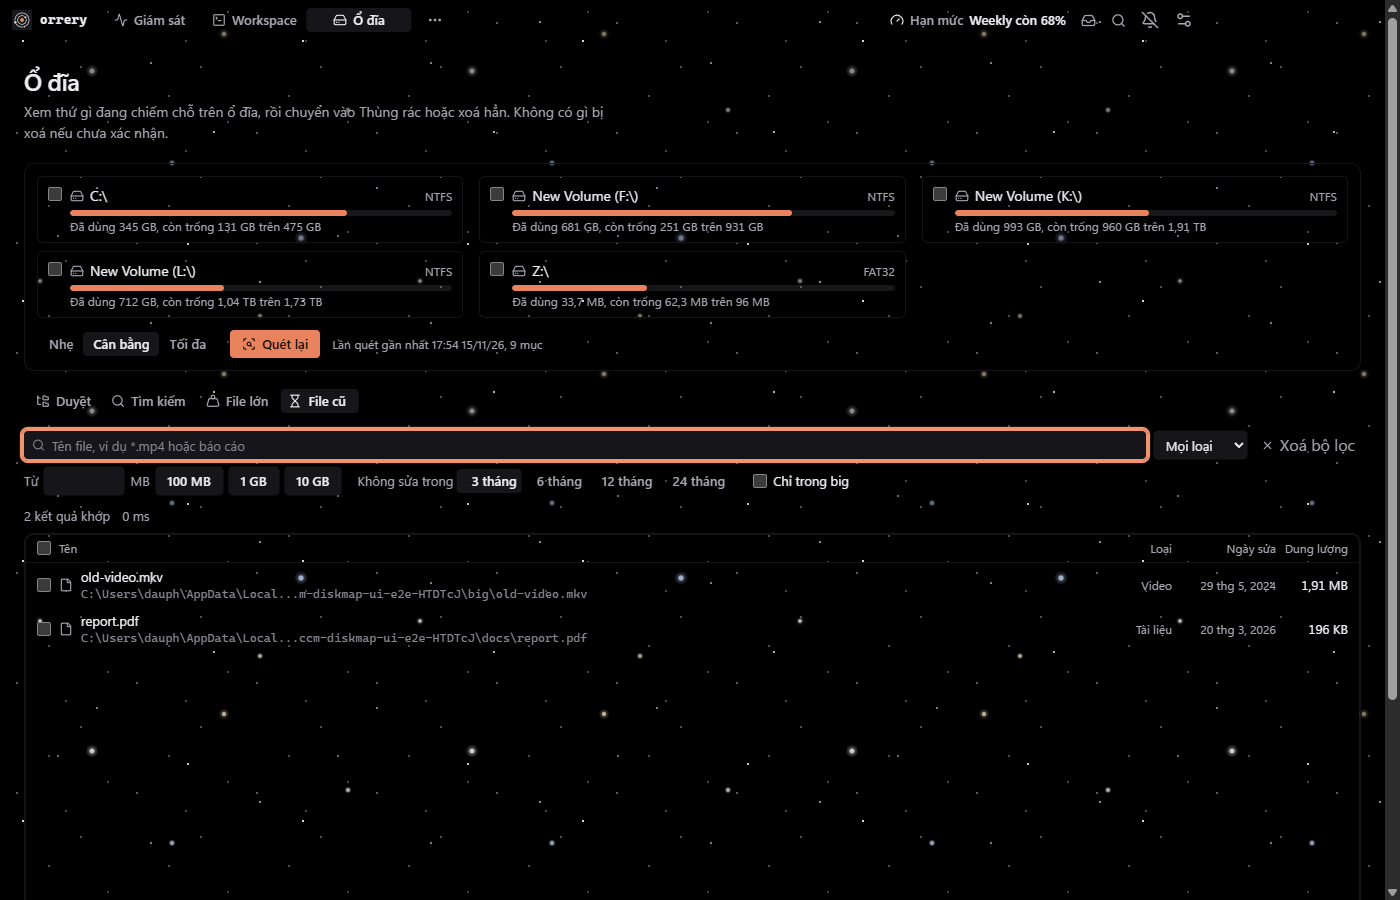 orrery Giám sát Workspace Ổ đĩa ··· Hạn mức Weekly còn 68%
Ổ đĩa
Xem thứ gì đang chiếm chỗ trên ổ đĩa, rồi chuyển vào Thùng rác hoặc xoá hẳn. Không có gì bị
xoá nếu chưa xác nhận.
C:\ NTFS
Đã dùng 345 GB, còn trống 131 GB trên 475 GB
New Volume (F:\) NTFS
Đã dùng 681 GB, còn trống 251 GB trên 931 GB
New Volume (K:\) NTFS
Đã dùng 993 GB, còn trống 960 GB trên 1,91 TB
New Volume (L:\) NTFS
Đã dùng 712 GB, còn trống 1,04 TB trên 1,73 TB
Z:\ FAT32
Đã dùng 33,7 MB, còn trống 62,3 MB trên 96 MB
Nhẹ Cân bằng Tối đa Quét lại Lần quét gần nhất 17:54 15/11/26, 9 mục
Duyệt Tìm kiếm File lớn File cũ
Tên file, ví dụ *.mp4 hoặc báo cáo Mọi loại × Xoá bộ lọc
Từ MB 100 MB 1 GB 10 GB Không sửa trong 3 tháng 6 tháng 12 tháng 24 tháng Chỉ trong big
2 kết quả khớp 0 ms
Tên Loại Ngày sửa Dung lượng
old-video.mkv Video 29 thg 5, 2024 1,91 MB
C:\Users\dauph\AppData\Local...m-diskmap-ui-e2e-HTDTcJ\big\old-video.mkv
report.pdf Tài liệu 20 thg 3, 2026 196 KB
C:\Users\dauph\AppData\Local...ccm-diskmap-ui-e2e-HTDTcJ\docs\report.pdf